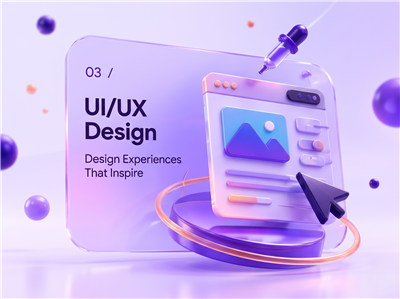 03 /
UI/UX
Design
Design Experiences
That Inspire